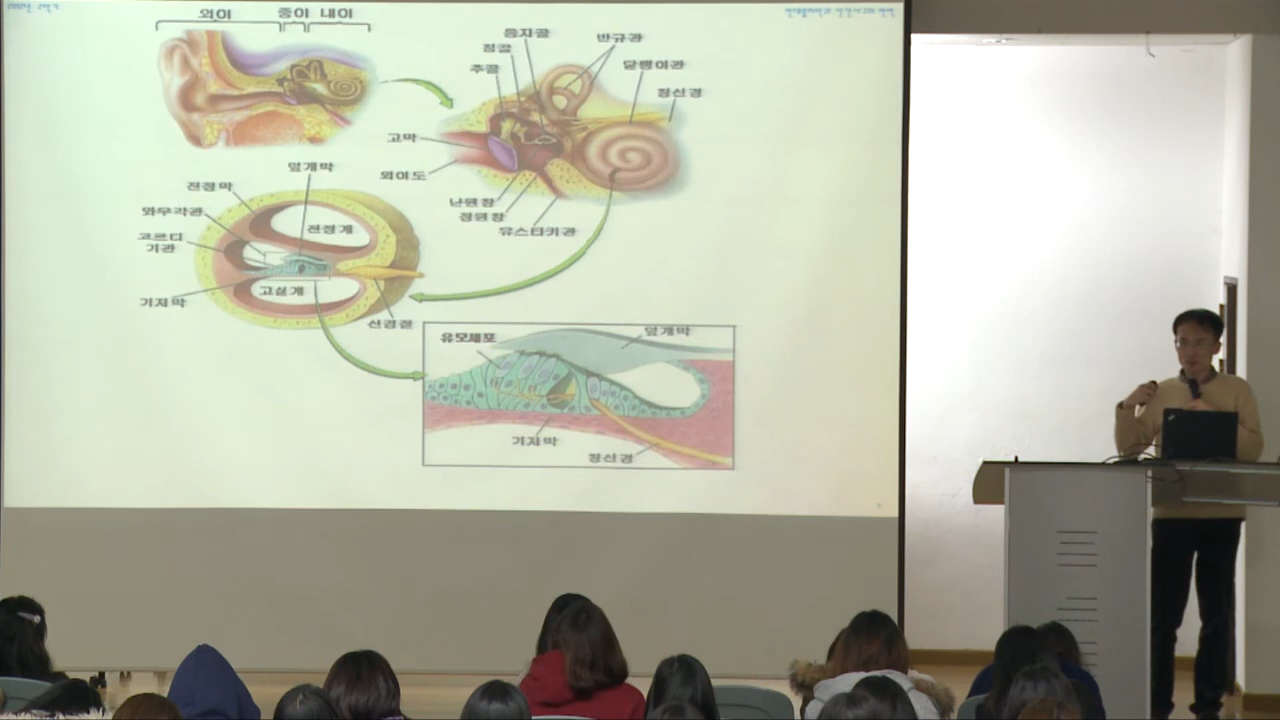 외이 중이 내이
등자골
침골
추골
반규관
달팽이관
청신경
고막
외이도
난원창
정원창
유스타키관
덮개막
전정막
와우각관
코르티
기관
기저막
전정계
고실계
신경절
유모세포
덮개막
기저막
청신경